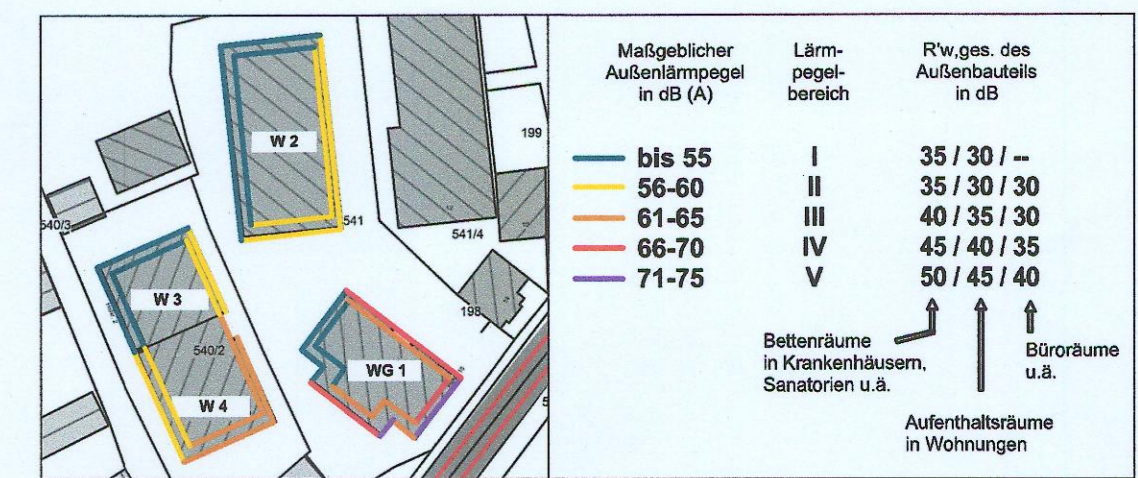 W 2
199
541
540/3
541/4
W 3
198
540/2
WG 1
W 4
Maßgeblicher
Außenlärmpegel
in dB (A)
Lärm-
pegel-
bereich
R'w,ges. des
Außenbauteils
in dB
bis 55 I 35 / 30 / --
56-60 II 35 / 30 / 30
61-65 III 40 / 35 / 30
66-70 IV 45 / 40 / 35
71-75 V 50 / 45 / 40
Bettenräume
in Krankenhäusern,
Sanatorien u.ä.
Büroräume
u.ä.
Aufenthaltsräume
in Wohnungen